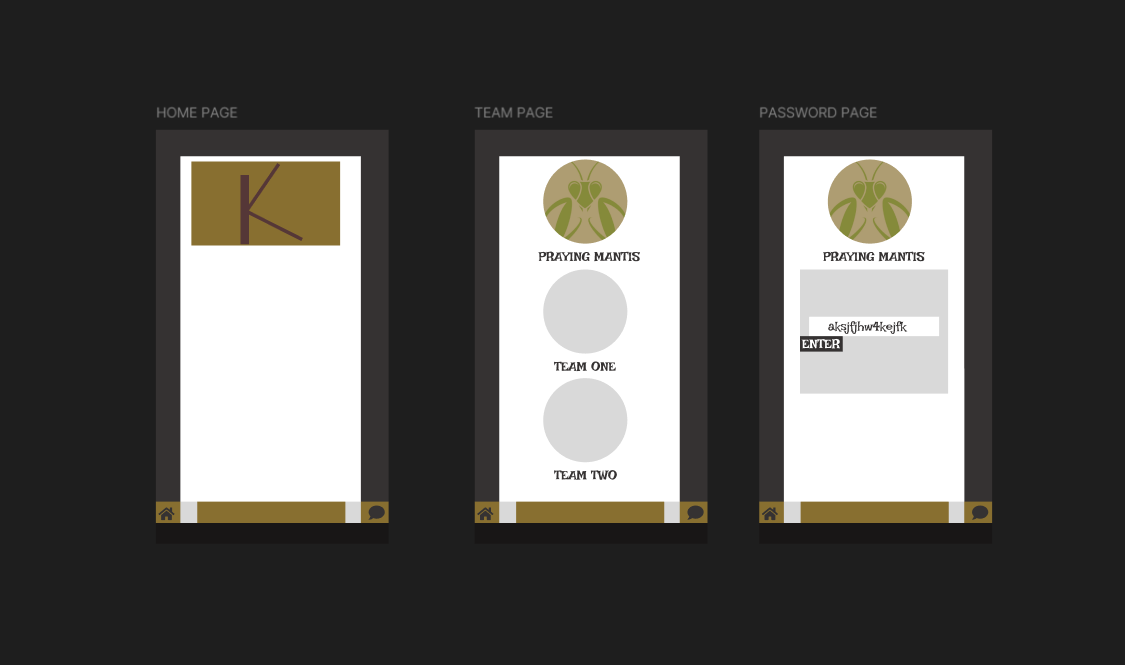 HOME PAGE
K
TEAM PAGE
PRAYING MANTIS
TEAM ONE
TEAM TWO
PASSWORD PAGE
PRAYING MANTIS
aksjfjhw4kejfk
ENTER